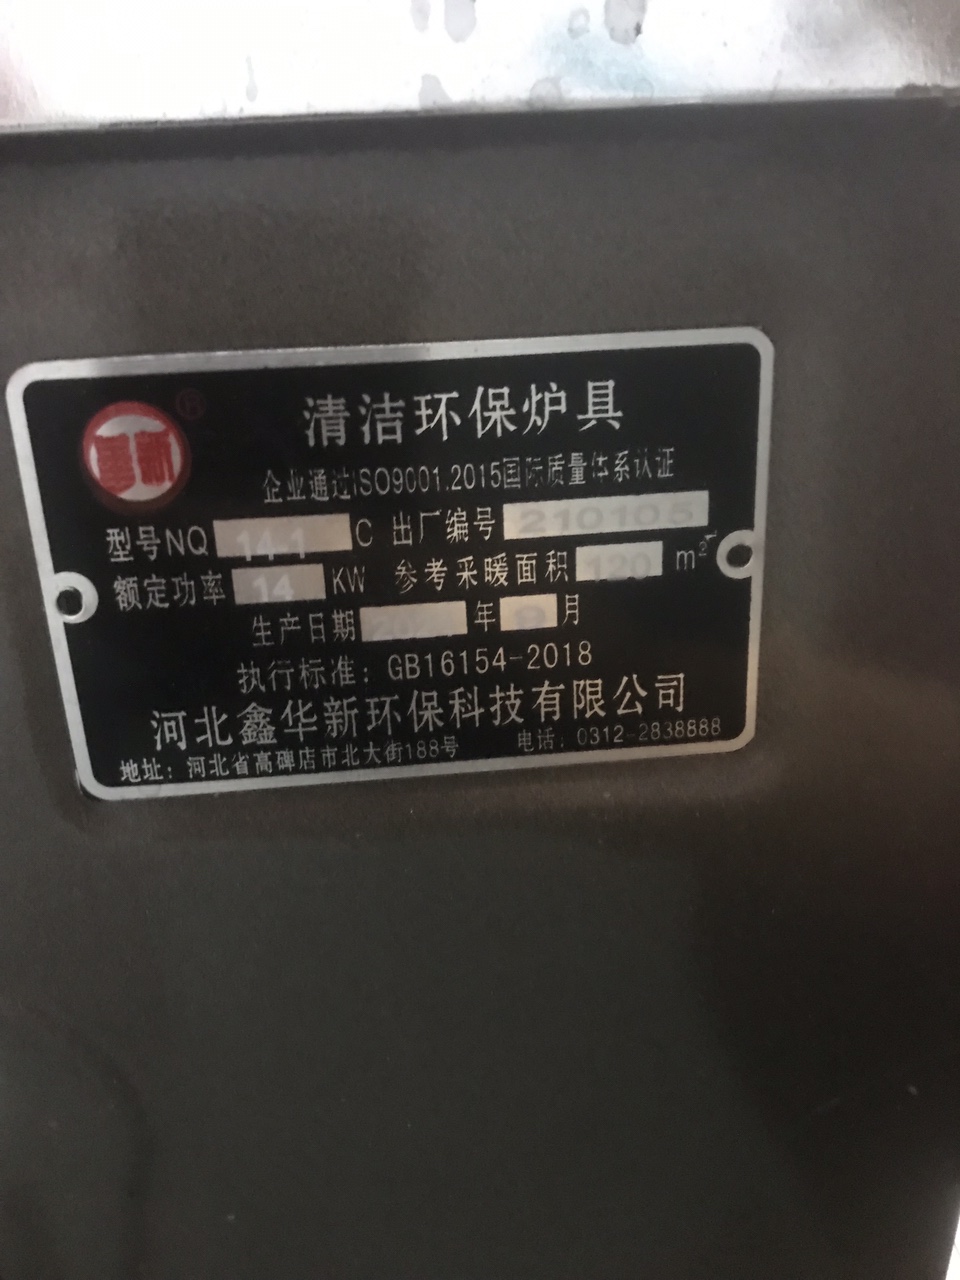 ®
清洁环保炉具
企业通过ISO9001.2015国际质量体系认证
型号NQ 14-1 C 出厂编号 210105
额定功率 14 KW 参考采暖面积 120 m²
生产日期 年 9 月
执行标准：GB16154-2018
河北鑫华新环保科技有限公司
地址：河北省高碑店市北大街188号 电话：0312-2838888